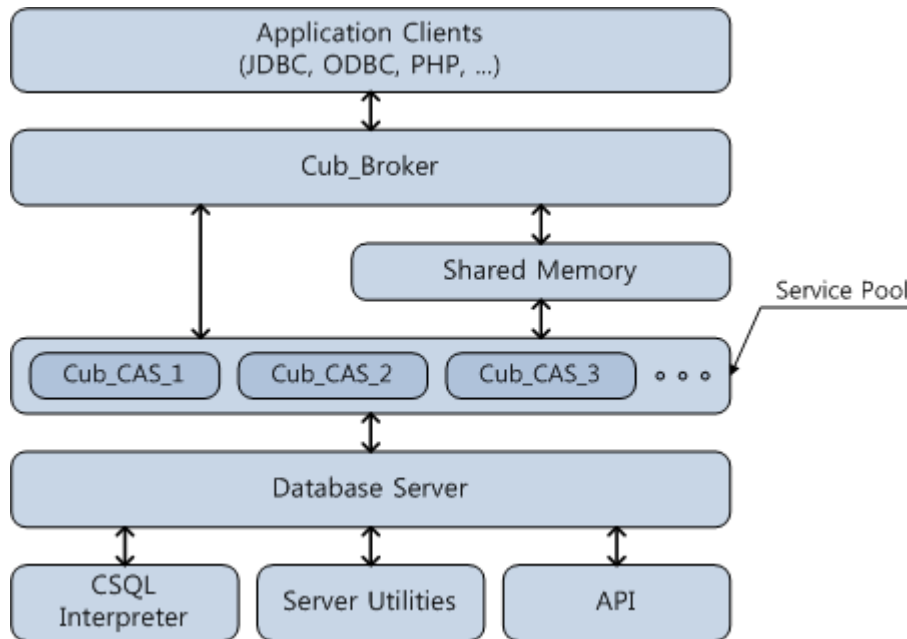 Application Clients
(JDBC, ODBC, PHP, ...)
Cub_Broker
Shared Memory
Service Pool
Cub_CAS_1
Cub_CAS_2
Cub_CAS_3
Database Server
CSQL
Interpreter
Server Utilities
API